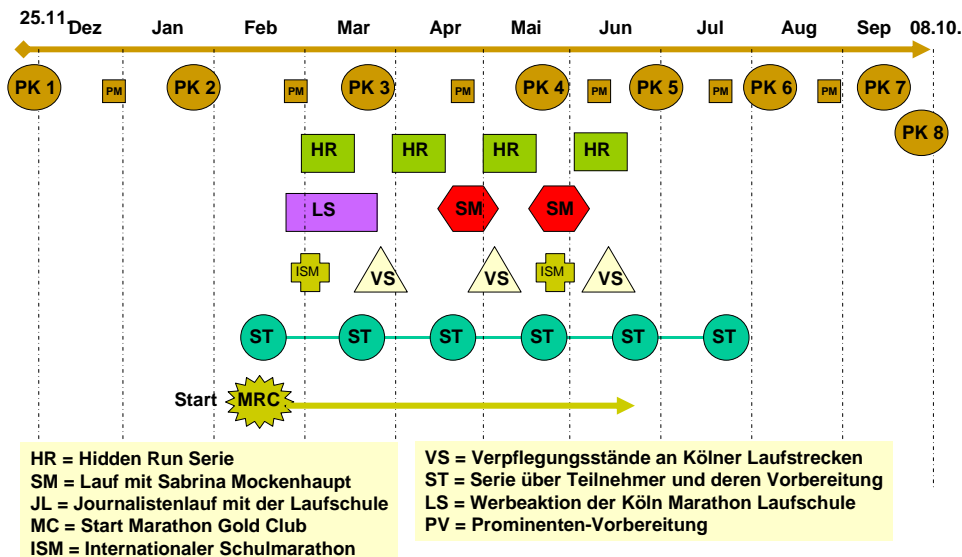 25.11. Dez Jan Feb Mar Apr Mai Jun Jul Aug Sep 08.10.
PK 1 PM PK 2 PM PK 3 PM PK 4 PM PK 5 PM PK 6 PM PK 7
PK 8
HR HR HR HR
LS SM SM
ISM VS VS ISM VS
ST ST ST ST ST ST
Start MRC
HR = Hidden Run Serie
SM = Lauf mit Sabrina Mockenhaupt
JL = Journalistenlauf mit der Laufschule
MC = Start Marathon Gold Club
ISM = Internationaler Schulmarathon
VS = Verpflegungsstände an Kölner Laufstrecken
ST = Serie über Teilnehmer und deren Vorbereitung
LS = Werbeaktion der Köln Marathon Laufschule
PV = Prominenten-Vorbereitung